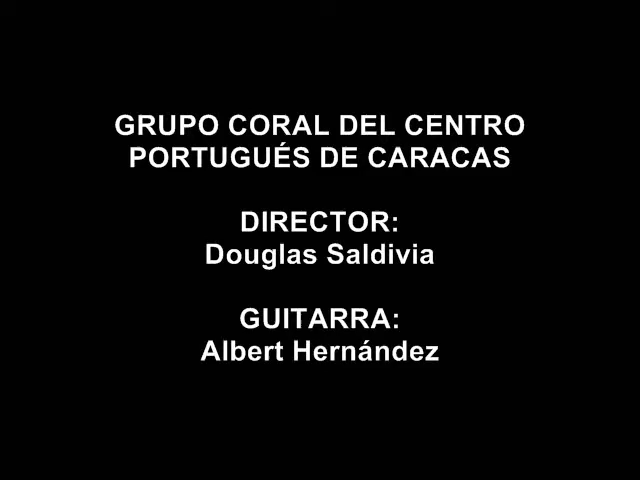 GRUPO CORAL DEL CENTRO
PORTUGUÉS DE CARACAS
DIRECTOR:
Douglas Saldivia
GUITARRA:
Albert Hernández